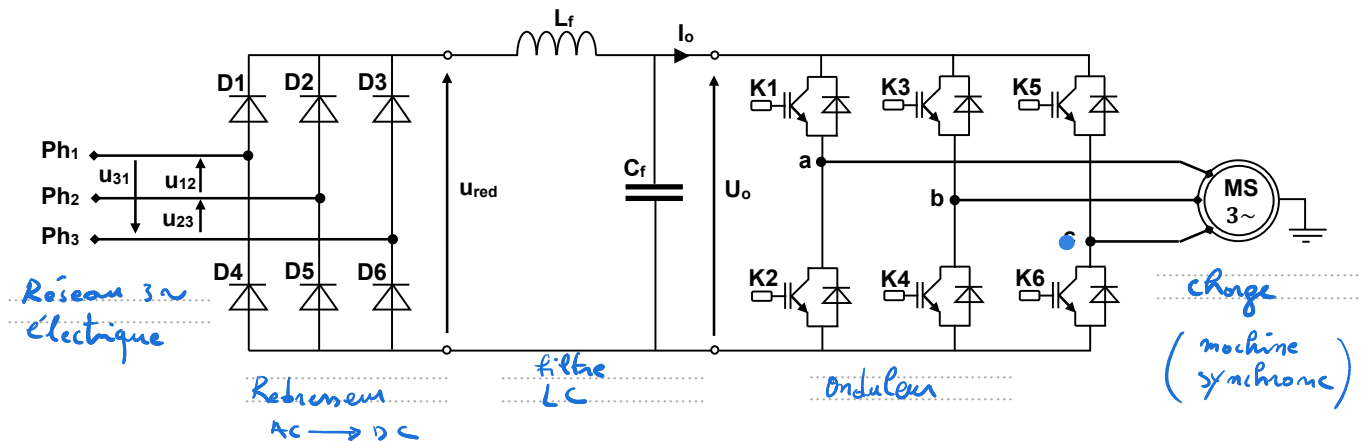 Lf
Io
D1 D2 D3
K1 K3 K5
Ph1
u31 u12
Ph2
u23
Ph3
ured
Cf
Uo
a
b
MS
3~
D4 D5 D6
K2 K4 K6
Réseau 3~
électrique
Redresseur
AC → DC
filtre
LC
onduleur
charge
(machine
synchrone)